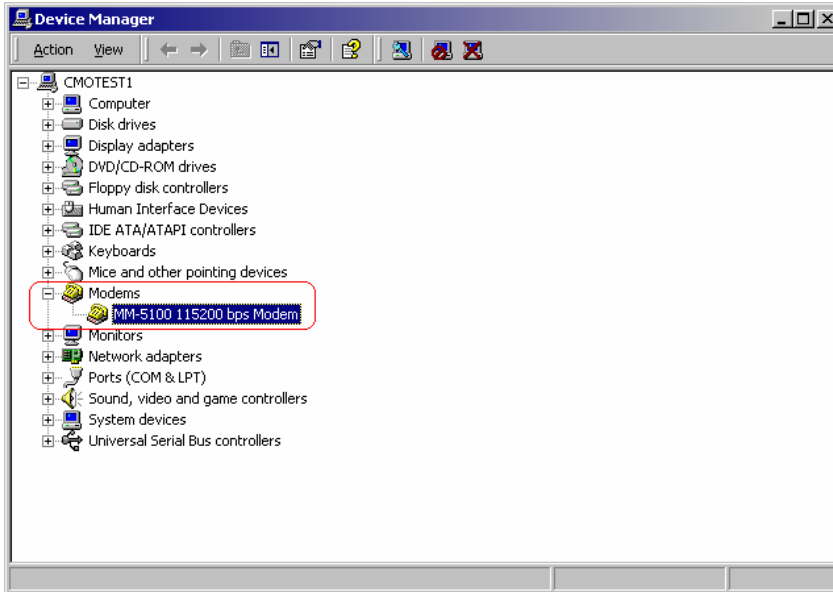 Device Manager
Action View
CMOTEST1
Computer
Disk drives
Display adapters
DVD/CD-ROM drives
Floppy disk controllers
Human Interface Devices
IDE ATA/ATAPI controllers
Keyboards
Mice and other pointing devices
Modems
MM-5100 115200 bps Modem
Monitors
Network adapters
Ports (COM & LPT)
Sound, video and game controllers
System devices
Universal Serial Bus controllers